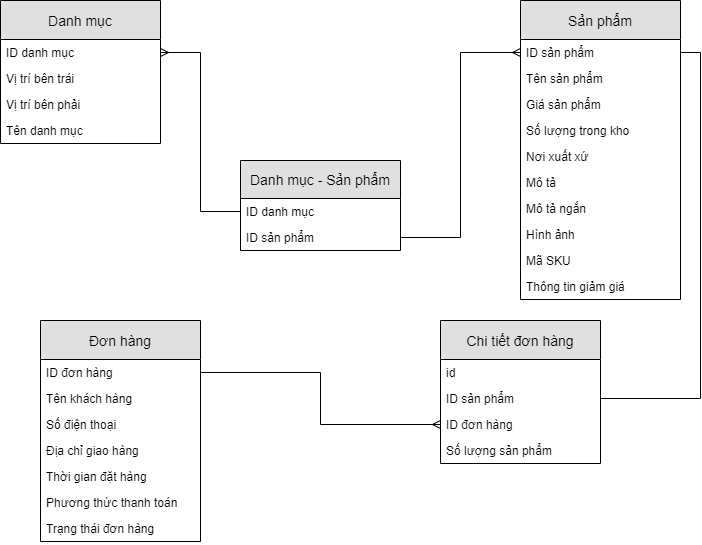 Danh mục
ID danh mục
Vị trí bên trái
Vị trí bên phải
Tên danh mục
Sản phẩm
ID sản phẩm
Tên sản phẩm
Giá sản phẩm
Số lượng trong kho
Nơi xuất xứ
Mô tả
Mô tả ngắn
Hình ảnh
Mã SKU
Thông tin giảm giá
Danh mục - Sản phẩm
ID danh mục
ID sản phẩm
Đơn hàng
ID đơn hàng
Tên khách hàng
Số điện thoại
Địa chỉ giao hàng
Thời gian đặt hàng
Phương thức thanh toán
Trạng thái đơn hàng
Chi tiết đơn hàng
id
ID sản phẩm
ID đơn hàng
Số lượng sản phẩm